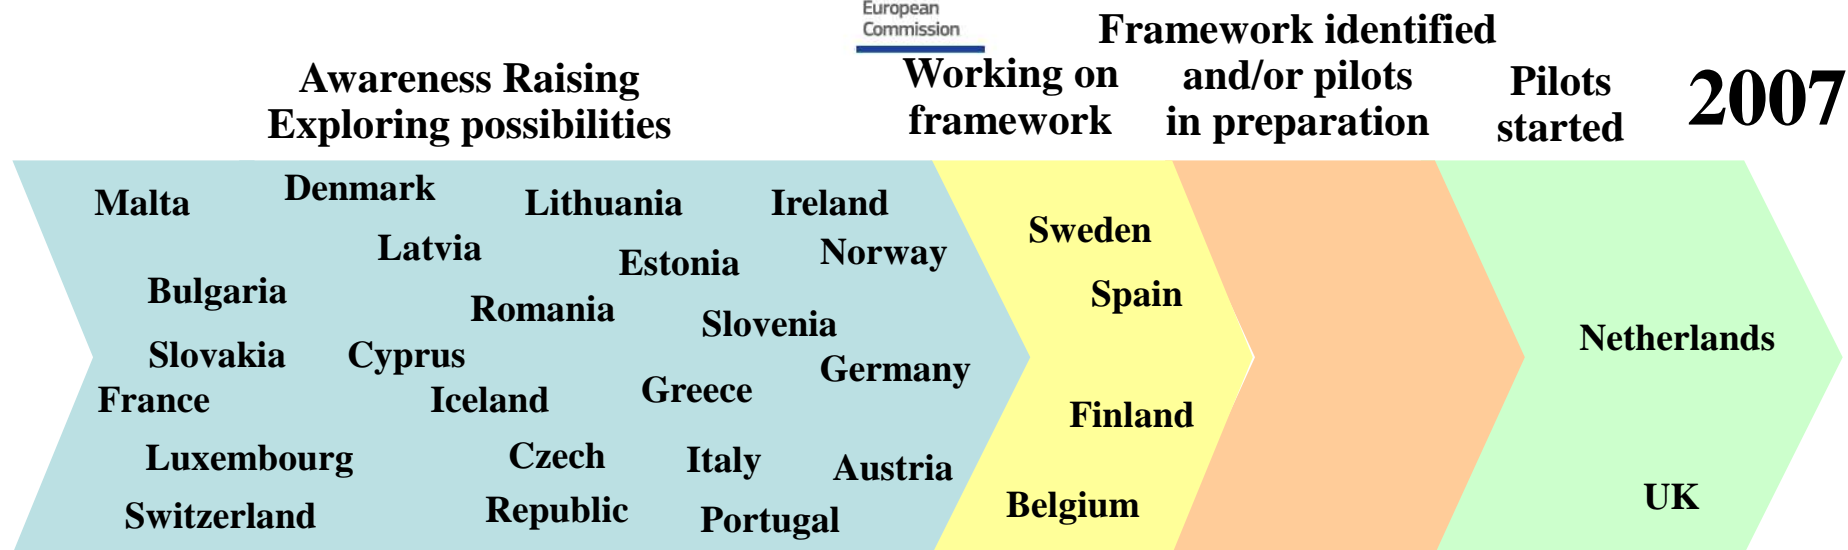 European
Commission
Framework identified
and/or pilots
in preparation
Awareness Raising
Exploring possibilities
Working on
framework
Pilots
started
2007
Malta
Denmark
Lithuania
Ireland
Latvia
Estonia
Norway
Bulgaria
Romania
Slovenia
Slovakia
Cyprus
Germany
France
Iceland
Greece
Luxembourg
Czech
Republic
Italy
Austria
Switzerland
Portugal
Sweden
Spain
Finland
Belgium
Netherlands
UK